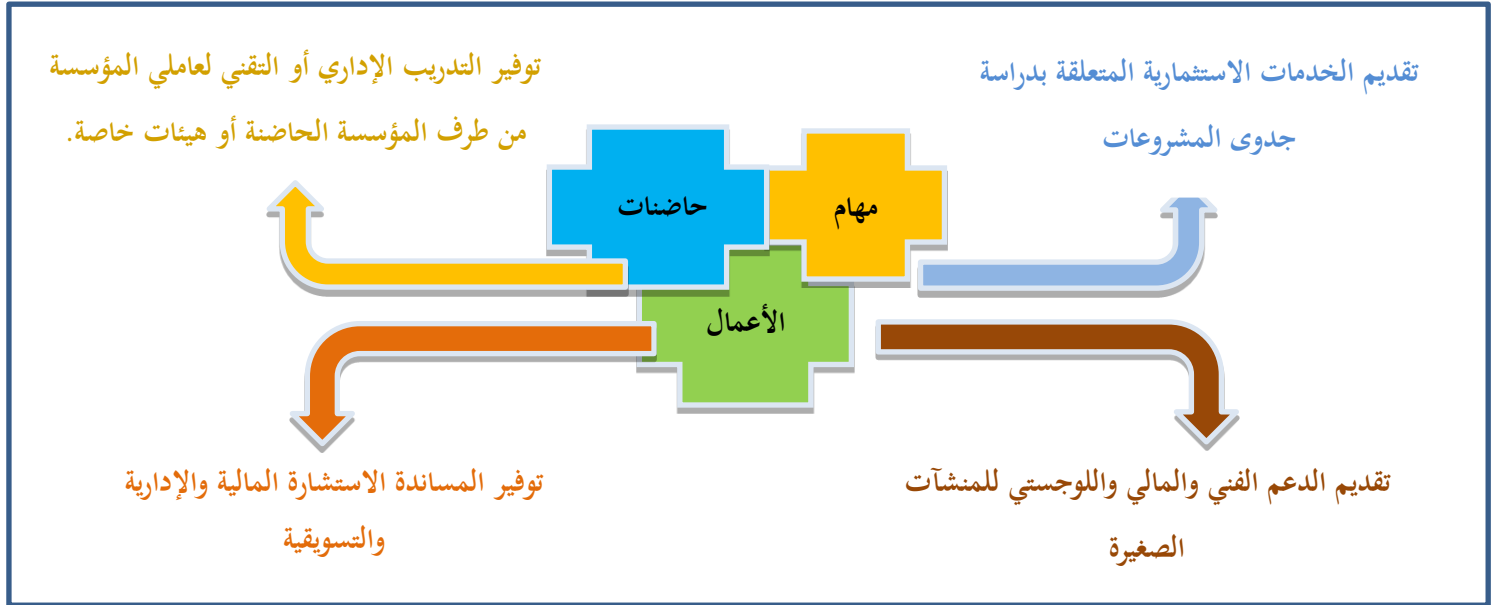 تقديم الخدمات الاستثمارية المتعلقة بدراسة
جدوى المشروعات
توفير التدريب الإداري أو التقني لعاملي المؤسسة
من طرف المؤسسة الحاضنة أو هيئات خاصة.
مهام
حاضنات
الأعمال
تقديم الدعم الفني والمالي واللوجستي للمنشآت
الصغيرة
توفير المساندة الاستشارة المالية والإدارية
والتسويقية